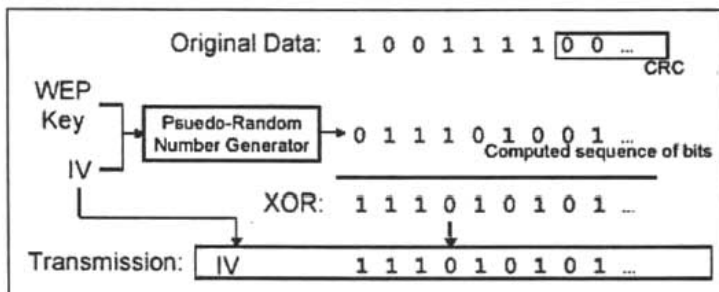 Original Data: 1 0 0 1 1 1 1 0 0 ...
CRC
WEP
Key
Psuedo-Random
Number Generator
0 1 1 1 0 1 0 0 1 ...
Computed sequence of bits
IV
XOR: 1 1 1 0 1 0 1 0 1 ...
Transmission: IV 1 1 1 0 1 0 1 0 1 ...